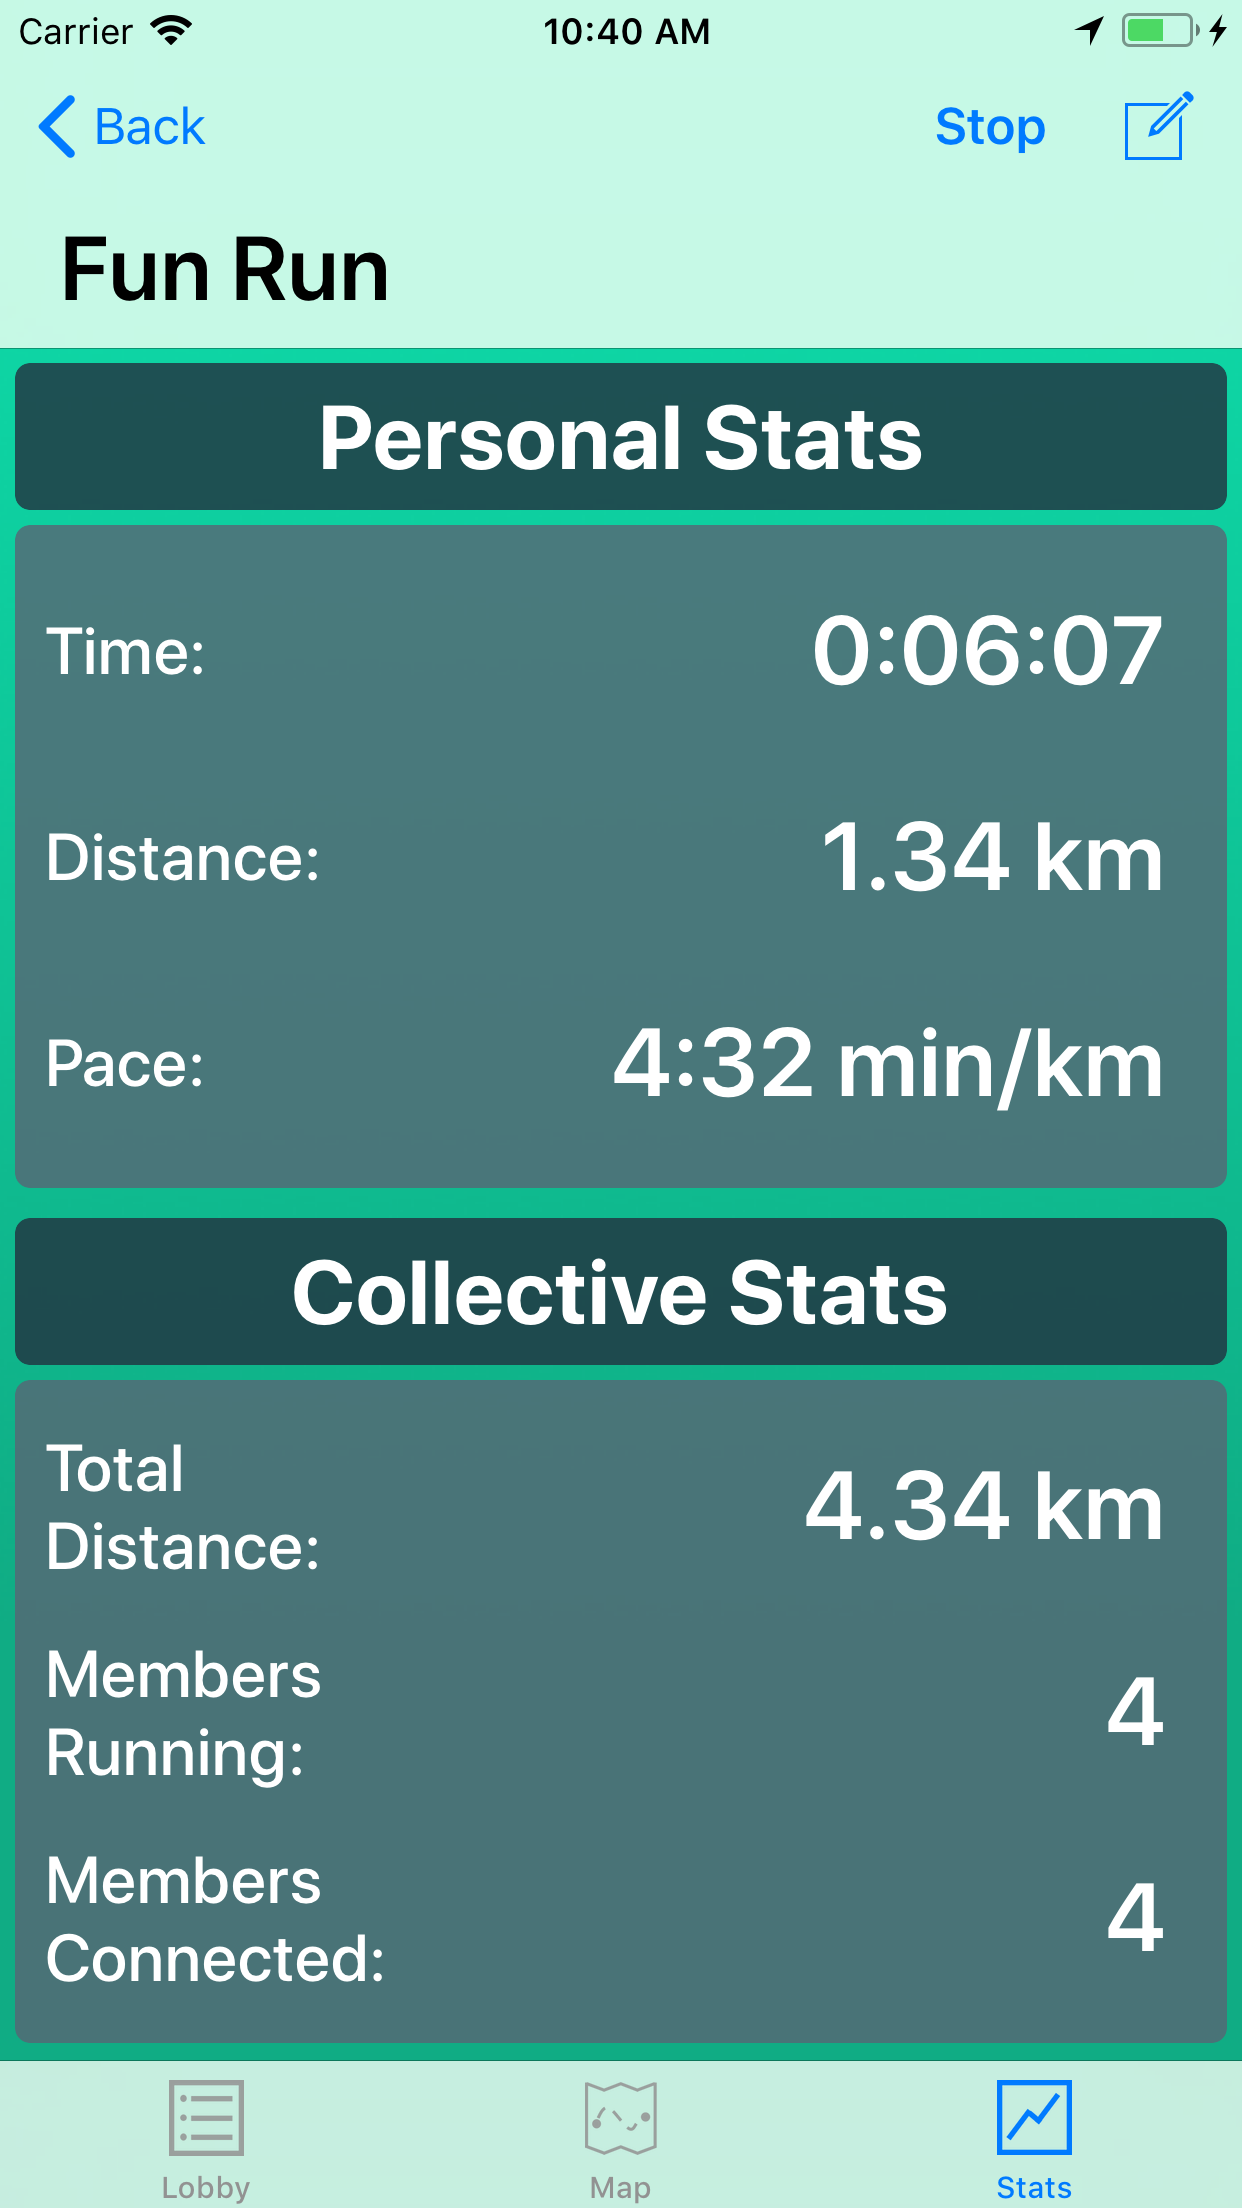 Carrier 10:40 AM
Back Stop
Fun Run
Personal Stats
Time: 0:06:07
Distance: 1.34 km
Pace: 4:32 min/km
Collective Stats
Total
Distance: 4.34 km
Members
Running: 4
Members
Connected: 4
Lobby Map Stats